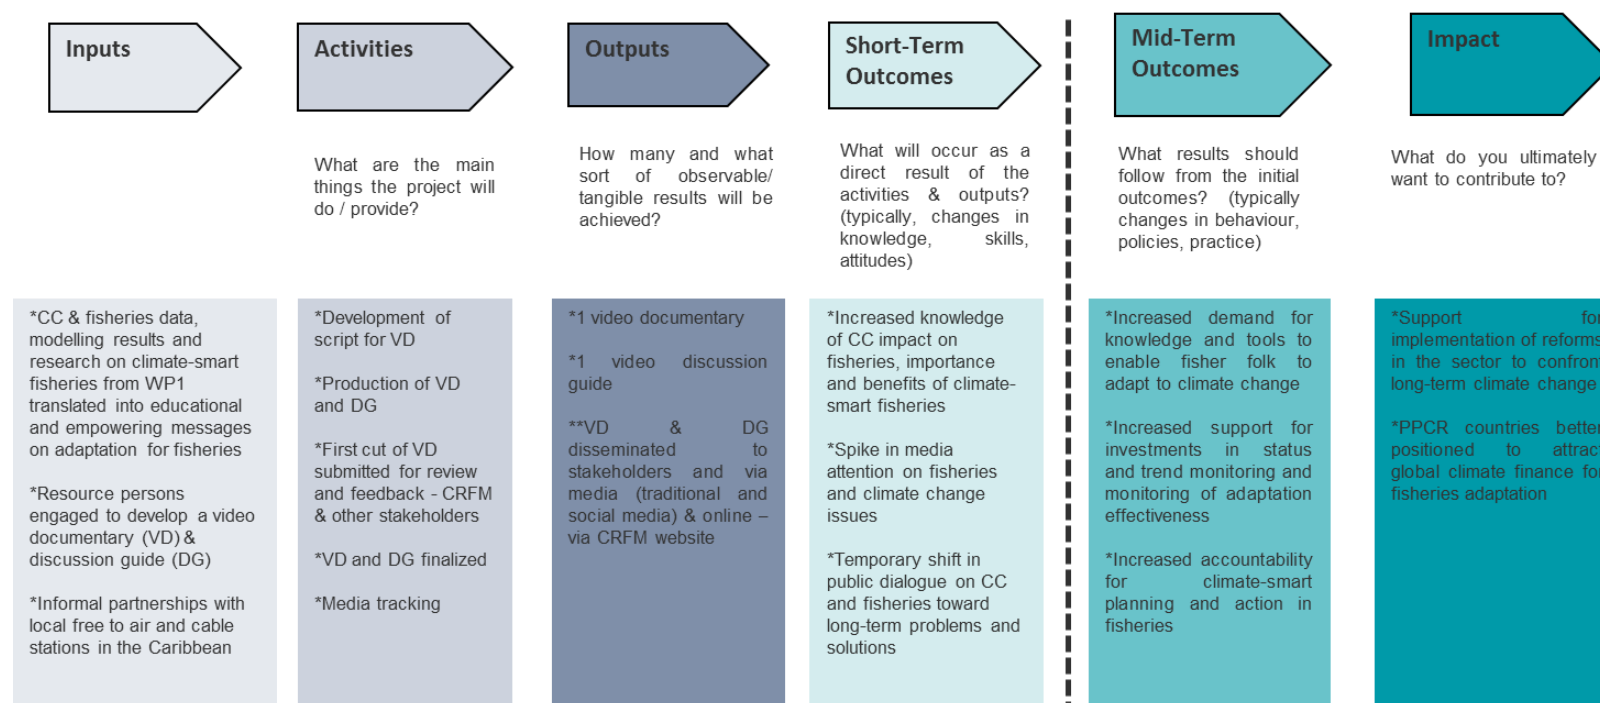 Inputs
Activities
Outputs
Short-Term
Outcomes
Mid-Term
Outcomes
Impact
What are the main
things the project will
do / provide?
How many and what
sort of observable/
tangible results will be
achieved?
What will occur as a
direct result of the
activities & outputs?
(typically, changes in
knowledge, skills,
attitudes)
What results should
follow from the initial
outcomes? (typically
changes in behaviour,
policies, practice)
What do you ultimately
want to contribute to?
*CC & fisheries data,
modelling results and
research on climate-smart
fisheries from WP1
translated into educational
and empowering messages
on adaptation for fisheries
*Resource persons
engaged to develop a video
documentary (VD) &
discussion guide (DG)
*Informal partnerships with
local free to air and cable
stations in the Caribbean
*Development of
script for VD
*Production of VD
and DG
*First cut of VD
submitted for review
and feedback - CRFM
& other stakeholders
*VD and DG finalized
*Media tracking
*1 video documentary
*1 video discussion
guide
**VD & DG
disseminated to
stakeholders and via
media (traditional and
social media) & online –
via CRFM website
*Increased knowledge
of CC impact on
fisheries, importance
and benefits of climate-
smart fisheries
*Spike in media
attention on fisheries
and climate change
issues
*Temporary shift in
public dialogue on CC
and fisheries toward
long-term problems and
solutions
*Increased demand for
knowledge and tools to
enable fisher folk to
adapt to climate change
*Increased support for
investments in status
and trend monitoring and
monitoring of adaptation
effectiveness
*Increased accountability
for climate-smart
planning and action in
fisheries
*Support for
implementation of reforms
in the sector to confront
long-term climate change
*PPCR countries better
positioned to attract
global climate finance for
fisheries adaptation